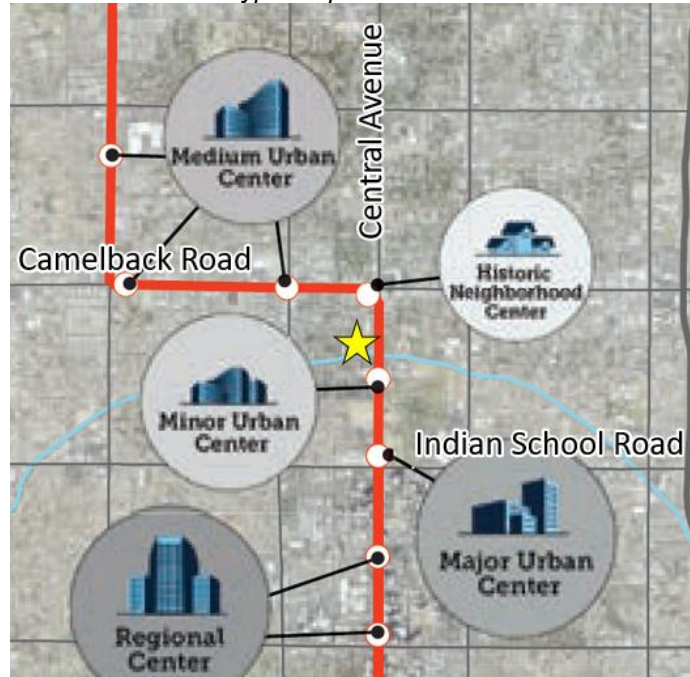 Central Avenue
Medium Urban
Center
Camelback Road
Historic
Neighborhood
Center
Minor Urban
Center
Indian School Road
Major Urban
Center
Regional
Center